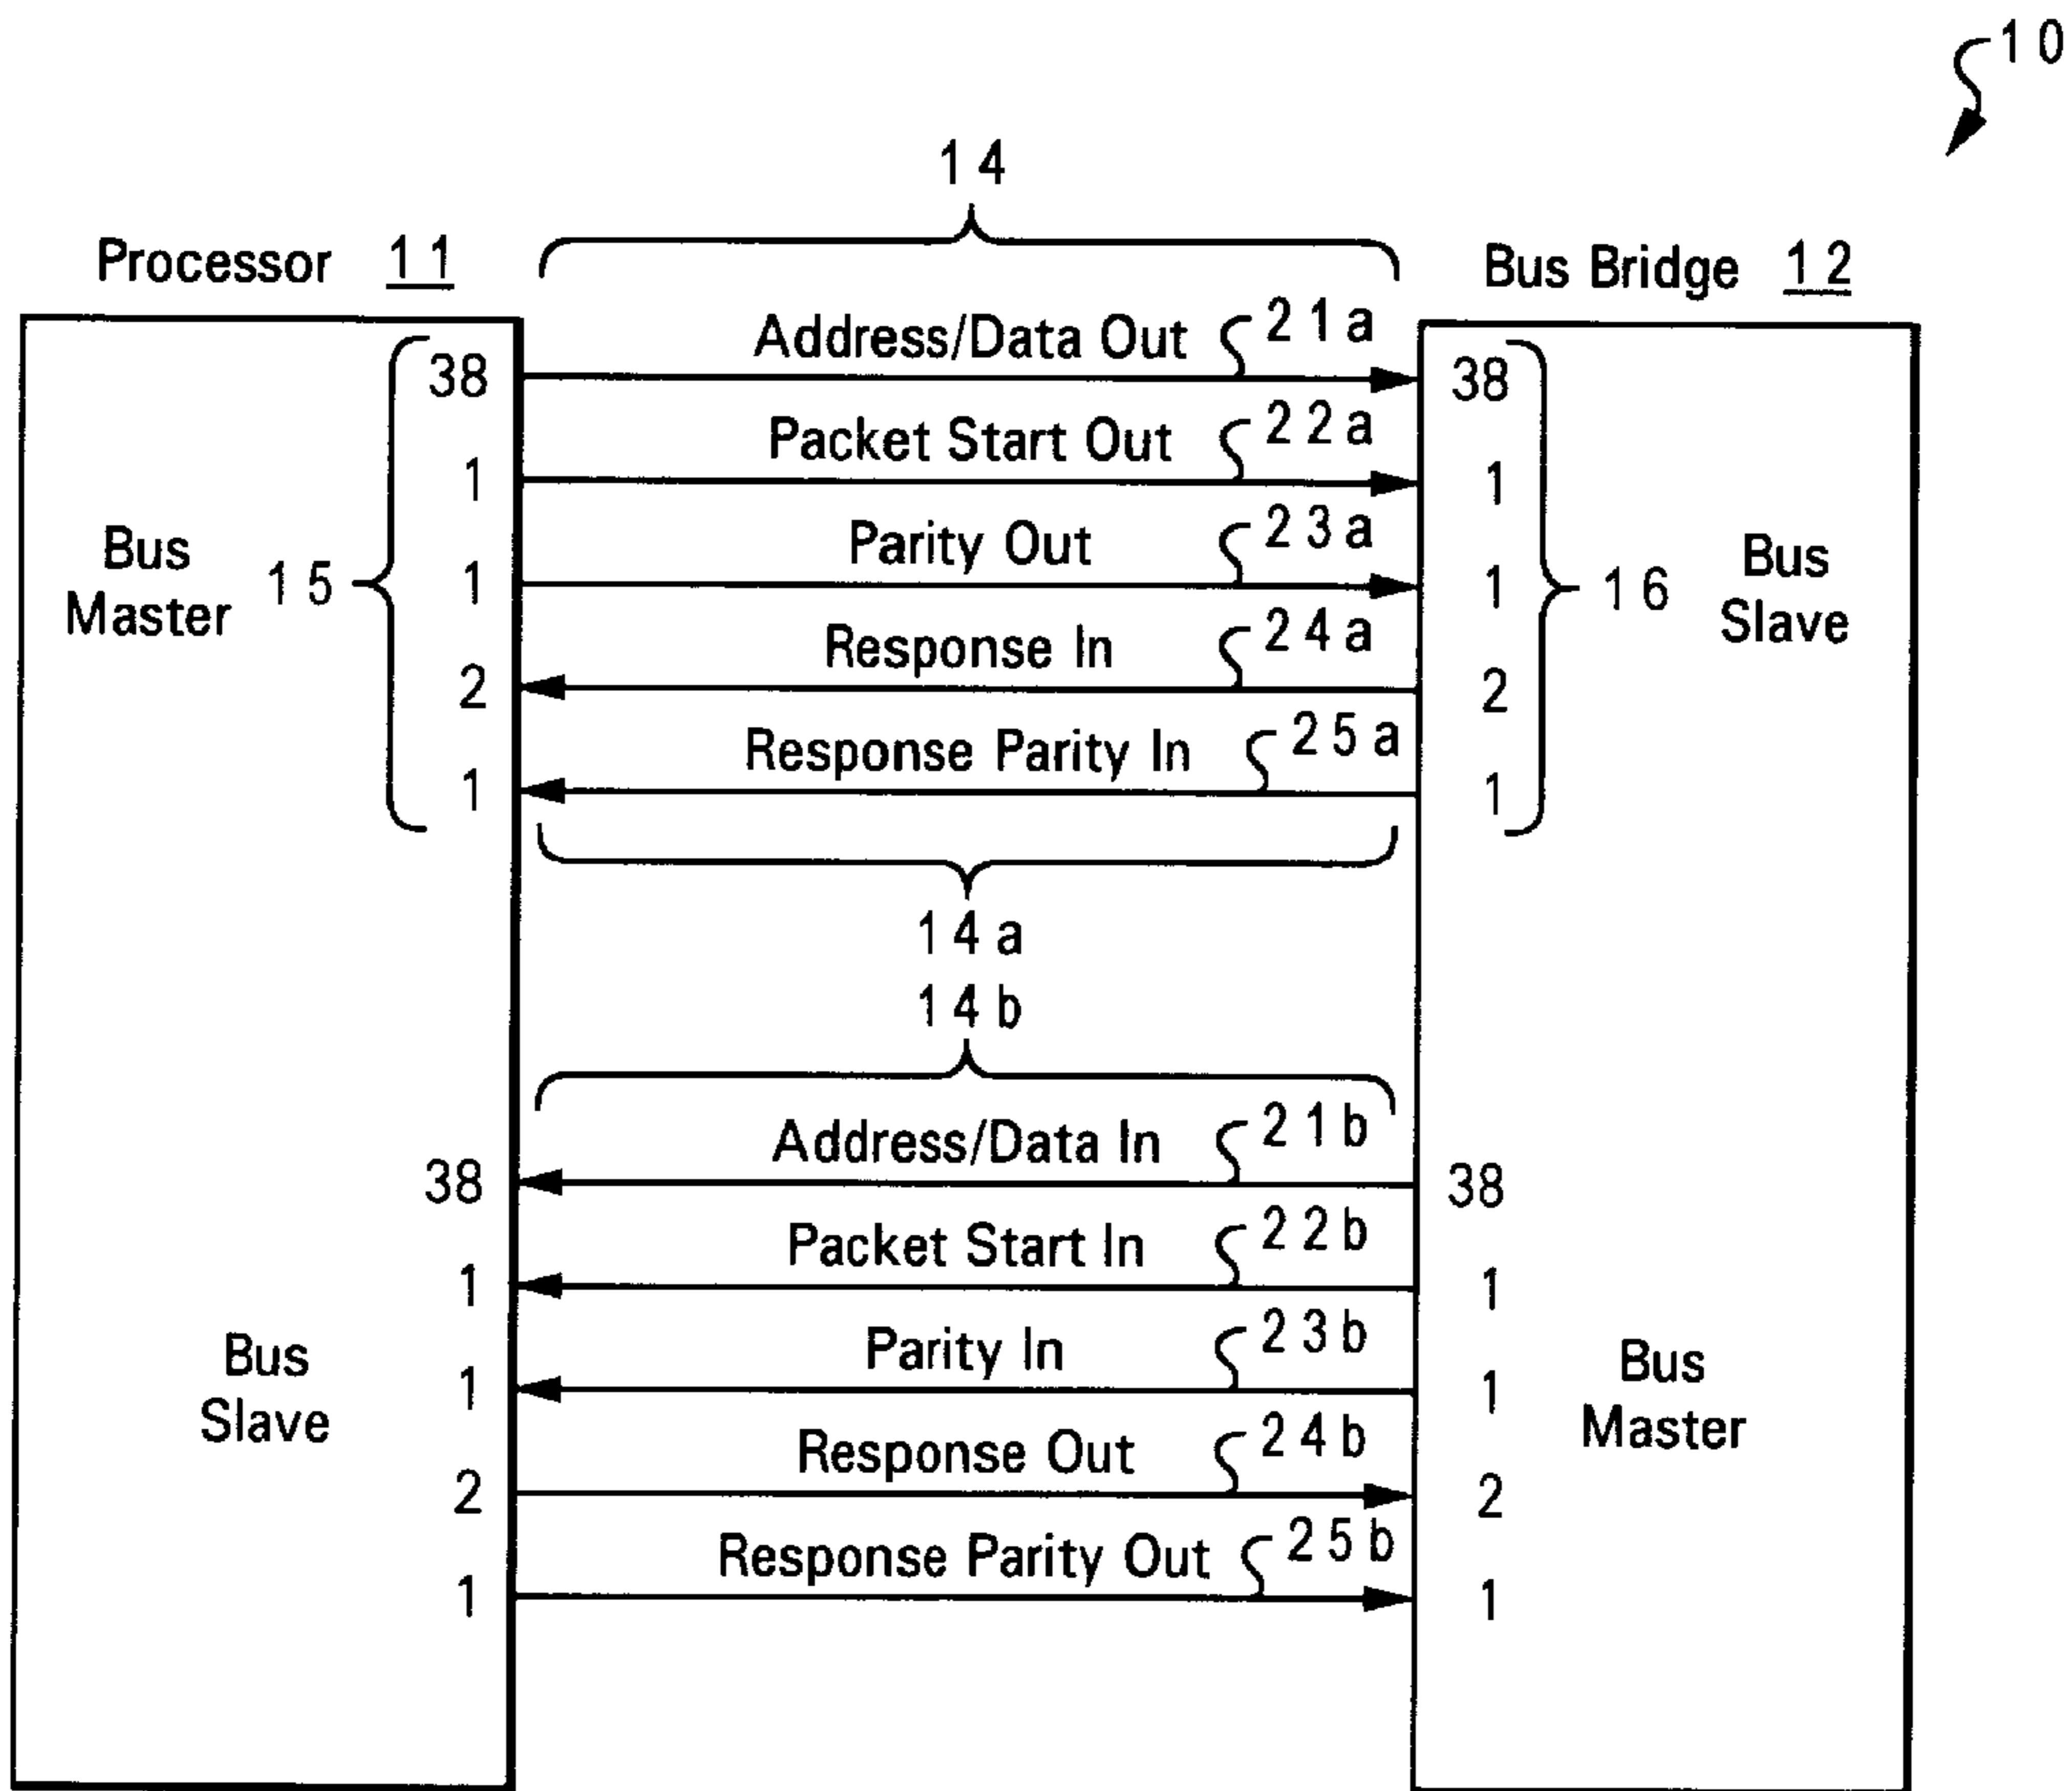 10
14
Processor 11
Bus Bridge 12
38 Address/Data Out 21a 38
1 Packet Start Out 22a 1
1 Parity Out 23a 1
Bus Master 15
16 Bus Slave
2 Response In 24a 2
1 Response Parity In 25a 1
14a
14b
38 Address/Data In 21b 38
1 Packet Start In 22b 1
1 Parity In 23b 1
Bus Slave
Bus Master
2 Response Out 24b 2
1 Response Parity Out 25b 1